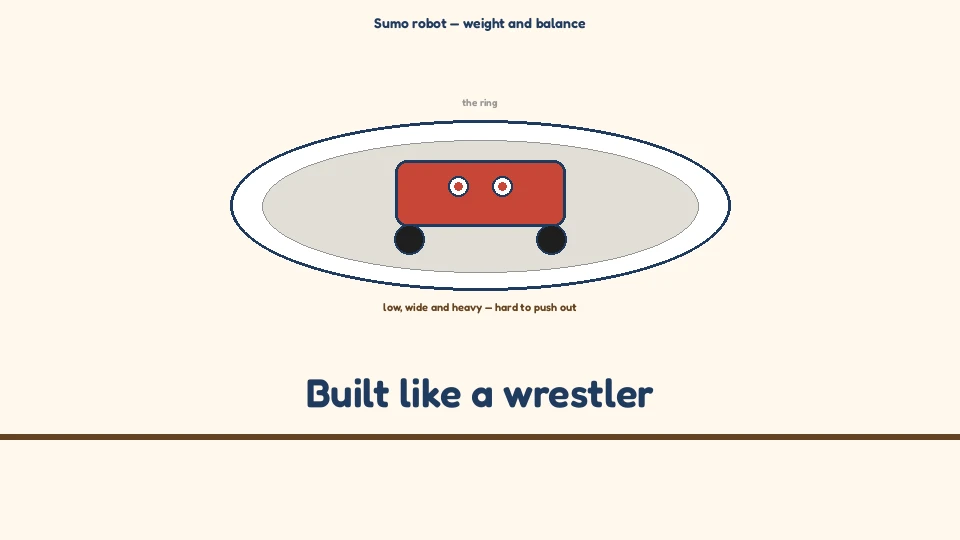 Sumo robot — weight and balance
the ring
low, wide and heavy — hard to push out
Built like a wrestler